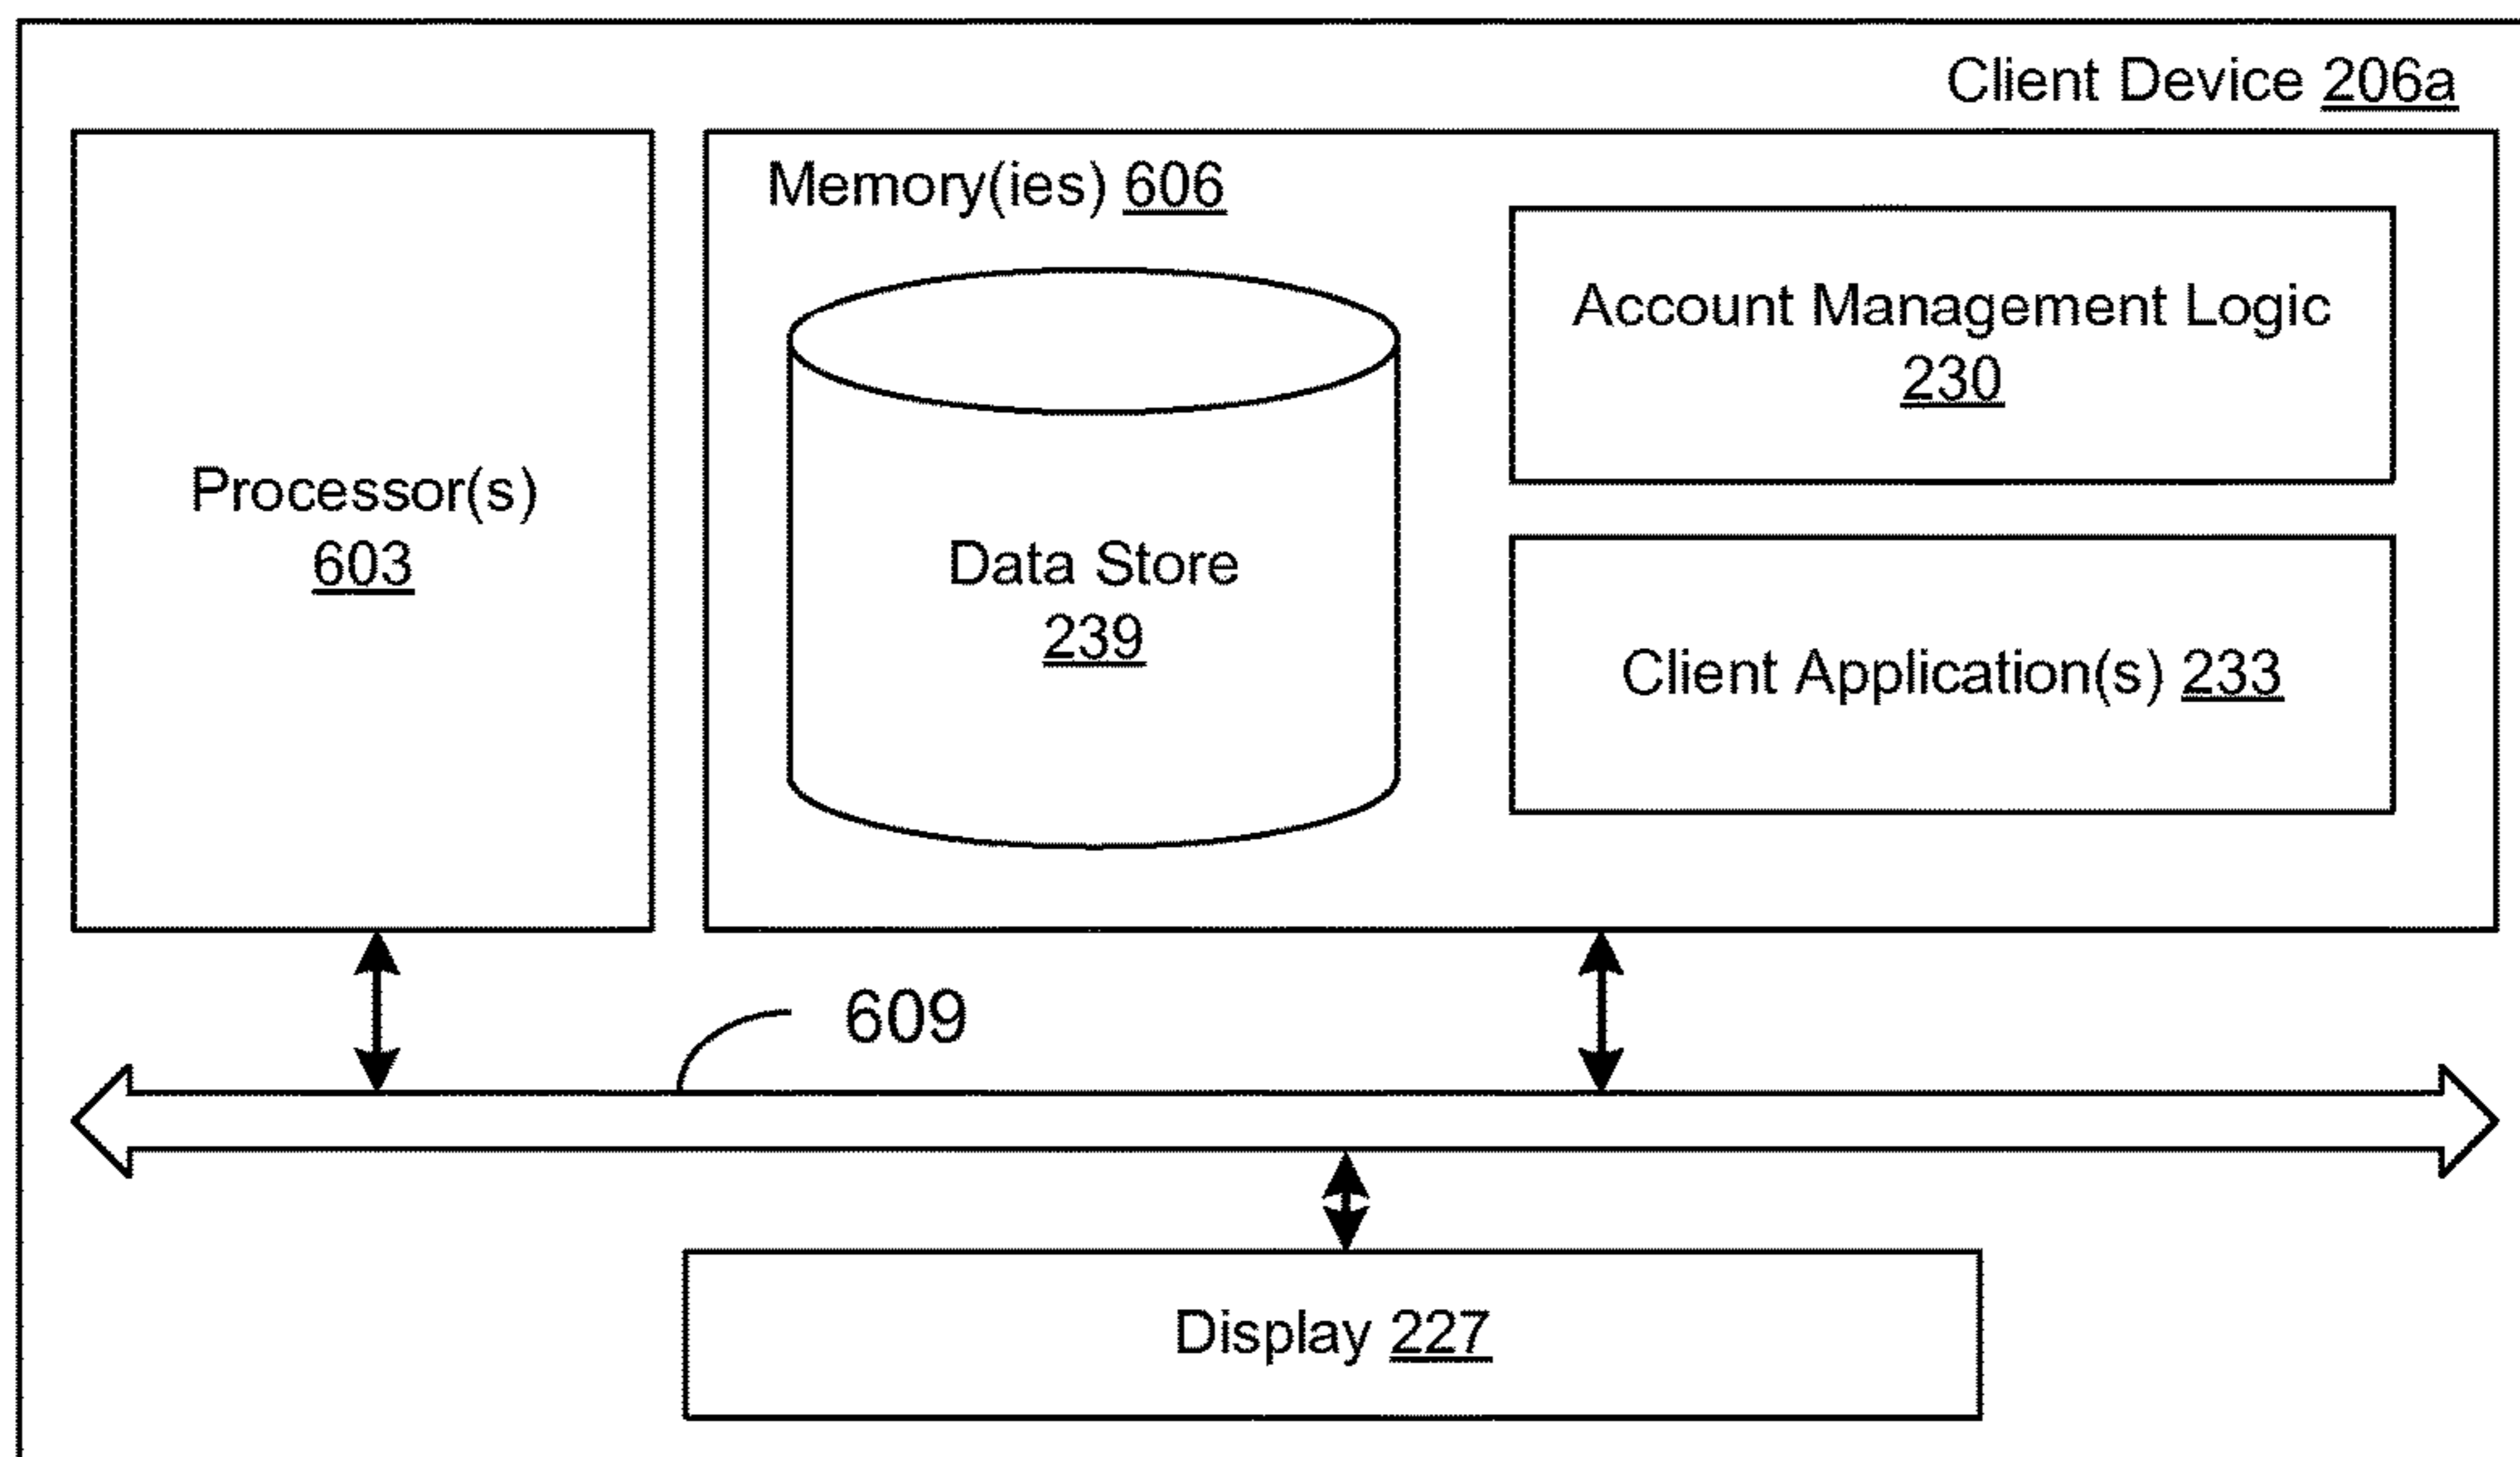 Client Device 206a
Memory(ies) 606
Account Management Logic
230
Processor(s)
603
Data Store
239
Client Application(s) 233
609
Display 227